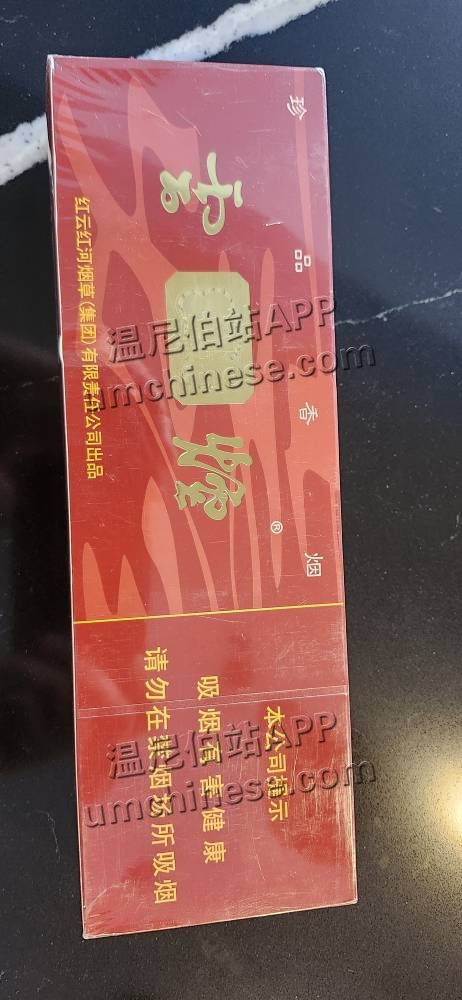 珍品香烟
云烟®
红云红河烟草(集团)有限责任公司出品
本公司提示
吸烟有害健康
请勿在禁烟场所吸烟
温尼伯站APP
umchinese.com
温尼伯站APP
umchinese.com